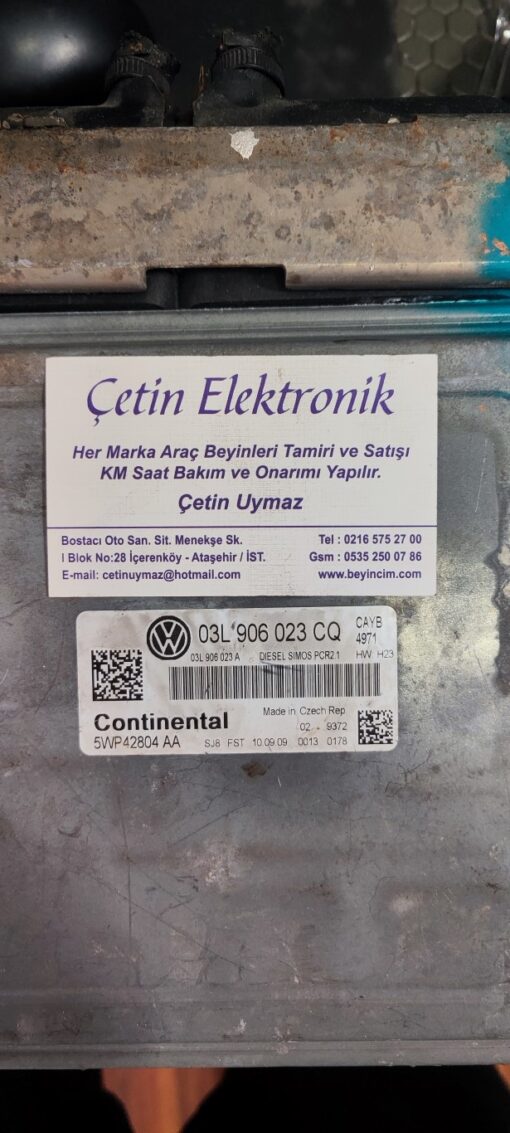 Çetin Elektronik
Her Marka Araç Beyinleri Tamiri ve Satışı
KM Saat Bakım ve Onarımı Yapılır.
Çetin Uymaz
Bostacı Oto San. Sit. Menekşe Sk.
I Blok No:28 İçerenköy - Ataşehir / İST.
E-mail: cetinuymaz@hotmail.com
Tel : 0216 575 27 00
Gsm : 0535 250 07 86
www.beyincim.com
03L 906 023 CQ
CAYB
4971
03L 906 023 A DIESEL SIMOS PCR2.1 HW: H23
Continental
Made in Czech Rep
02 - 9372
5WP42804 AA SJ8 FST 10.09.09 0013 0178